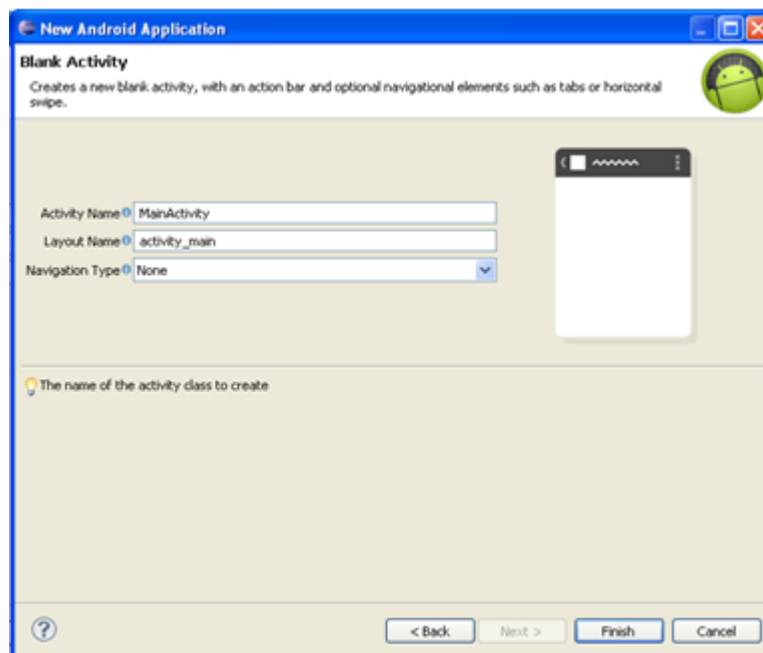 New Android Application
Blank Activity
Creates a new blank activity, with an action bar and optional navigational elements such as tabs or horizontal
swipe.
Activity Name MainActivity
Layout Name activity_main
Navigation Type None
The name of the activity class to create
?
< Back Next > Finish Cancel